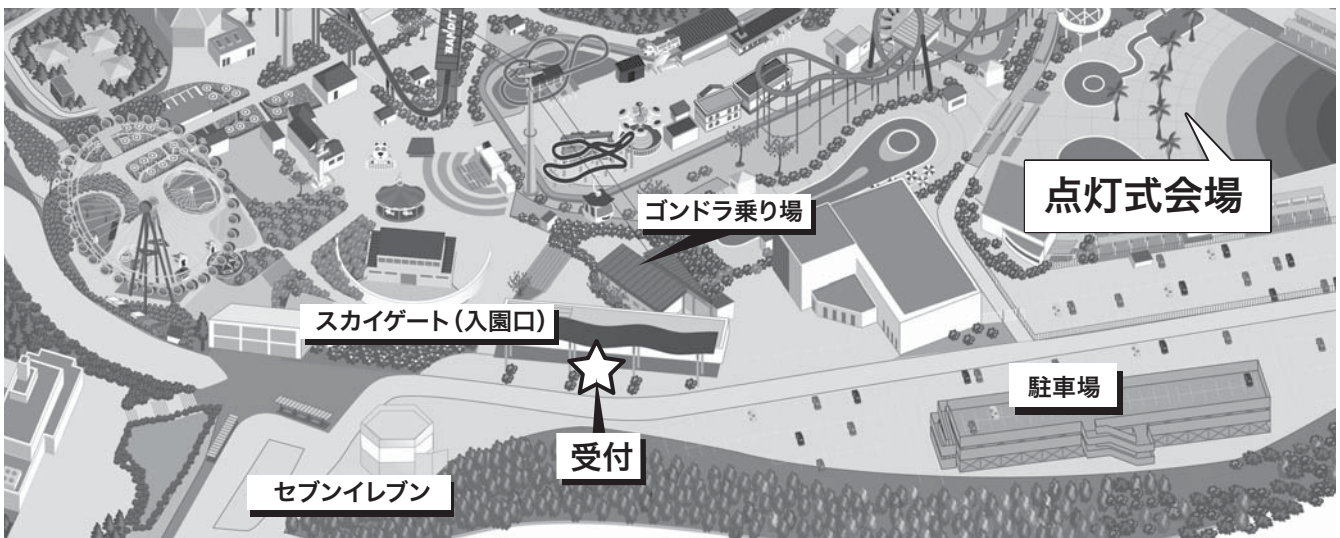 点灯式会場
ゴンドラ乗り場
スカイゲート（入園口）
駐車場
受付
セブンイレブン